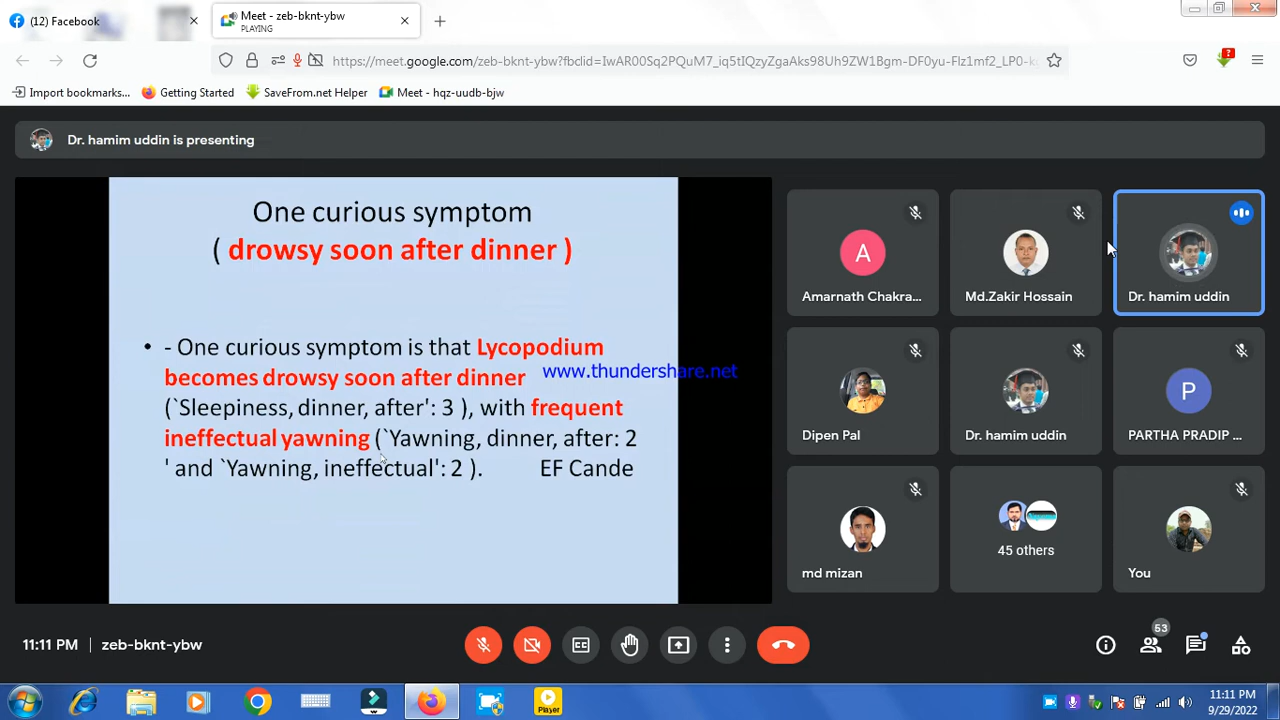 (12) Facebook
Meet - zeb-bknt-ybw
PLAYING
https://meet.google.com/zeb-bknt-ybw?fbclid=IwAR00Sq2PQuM7_iq5tIQzyZgaAks98Uh9ZW1Bgm-DF0yu-Flz1mf2_LP0-k
?
Import bookmarks...
Getting Started
SaveFrom.net Helper
Meet - hqz-uudb-bjw
Dr. hamim uddin is presenting
One curious symptom
( drowsy soon after dinner )
• - One curious symptom is that Lycopodium
becomes drowsy soon after dinner
www.thundershare.net
(`Sleepiness, dinner, after': 3 ), with frequent
ineffectual yawning (`Yawning, dinner, after: 2
' and `Yawning, ineffectual': 2 ). EF Cande
A
Amarnath Chakra...
Md.Zakir Hossain
Dr. hamim uddin
Dipen Pal
Dr. hamim uddin
P
PARTHA PRADIP ...
md mizan
45 others
You
11:11 PM | zeb-bknt-ybw
CC
53
Player
11:11 PM
9/29/2022